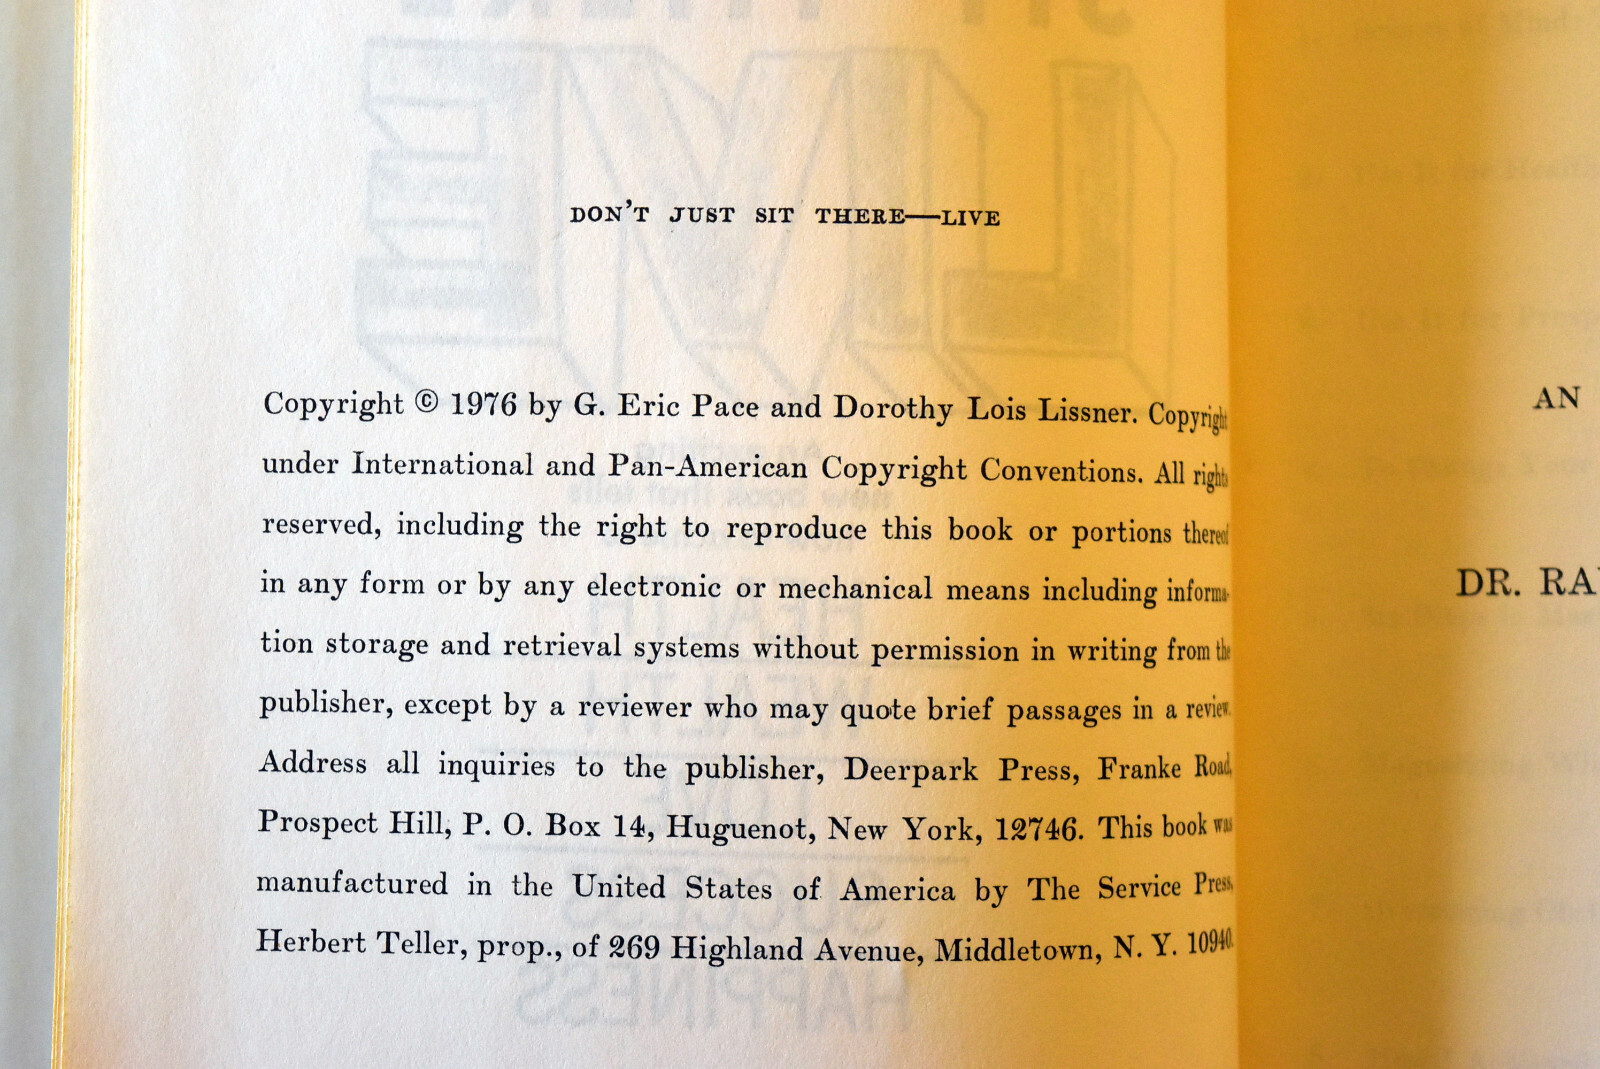 DON'T JUST SIT THERE—LIVE
Copyright © 1976 by G. Eric Pace and Dorothy Lois Lissner. Copyright
under International and Pan-American Copyright Conventions. All rights
reserved, including the right to reproduce this book or portions thereof
in any form or by any electronic or mechanical means including informa-
tion storage and retrieval systems without permission in writing from the
publisher, except by a reviewer who may quote brief passages in a review.
Address all inquiries to the publisher, Deerpark Press, Franke Road,
Prospect Hill, P. O. Box 14, Huguenot, New York, 12746. This book was
manufactured in the United States of America by The Service Press,
Herbert Teller, prop., of 269 Highland Avenue, Middletown, N. Y. 10940.
AN
DR.